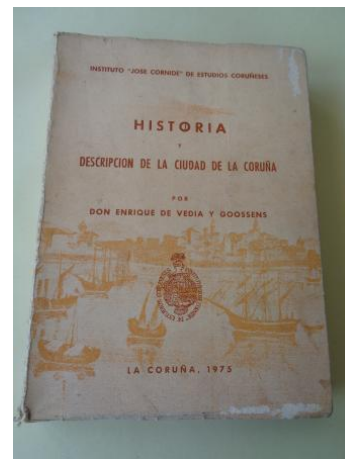 INSTITUTO "JOSE CORNIDE" DE ESTUDIOS CORUÑESES
HISTORIA
Y
DESCRIPCION DE LA CIUDAD DE LA CORUÑA
POR
DON ENRIQUE DE VEDIA Y GOOSSENS
LA CORUÑA, 1975